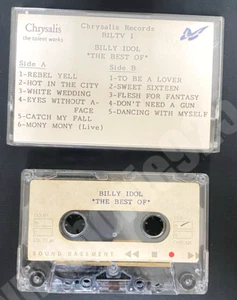 Chrysalis
the talent works
Chrysalis Records
BILTV 1
BILLY IDOL
"THE BEST OF"
Side A
1-REBEL YELL
2-HOT IN THE CITY
3-WHITE WEDDING
4-EYES WITHOUT A-
FACE
5-CATCH MY FALL
6-MONY MONY (Live)
Side B
1-TO BE A LOVER
2-SWEET SIXTEEN
3-FLESH FOR FANTASY
4-DON'T NEED A GUN
5-DANCING WITH MYSELF
BILLY IDOL
"THE BEST OF"